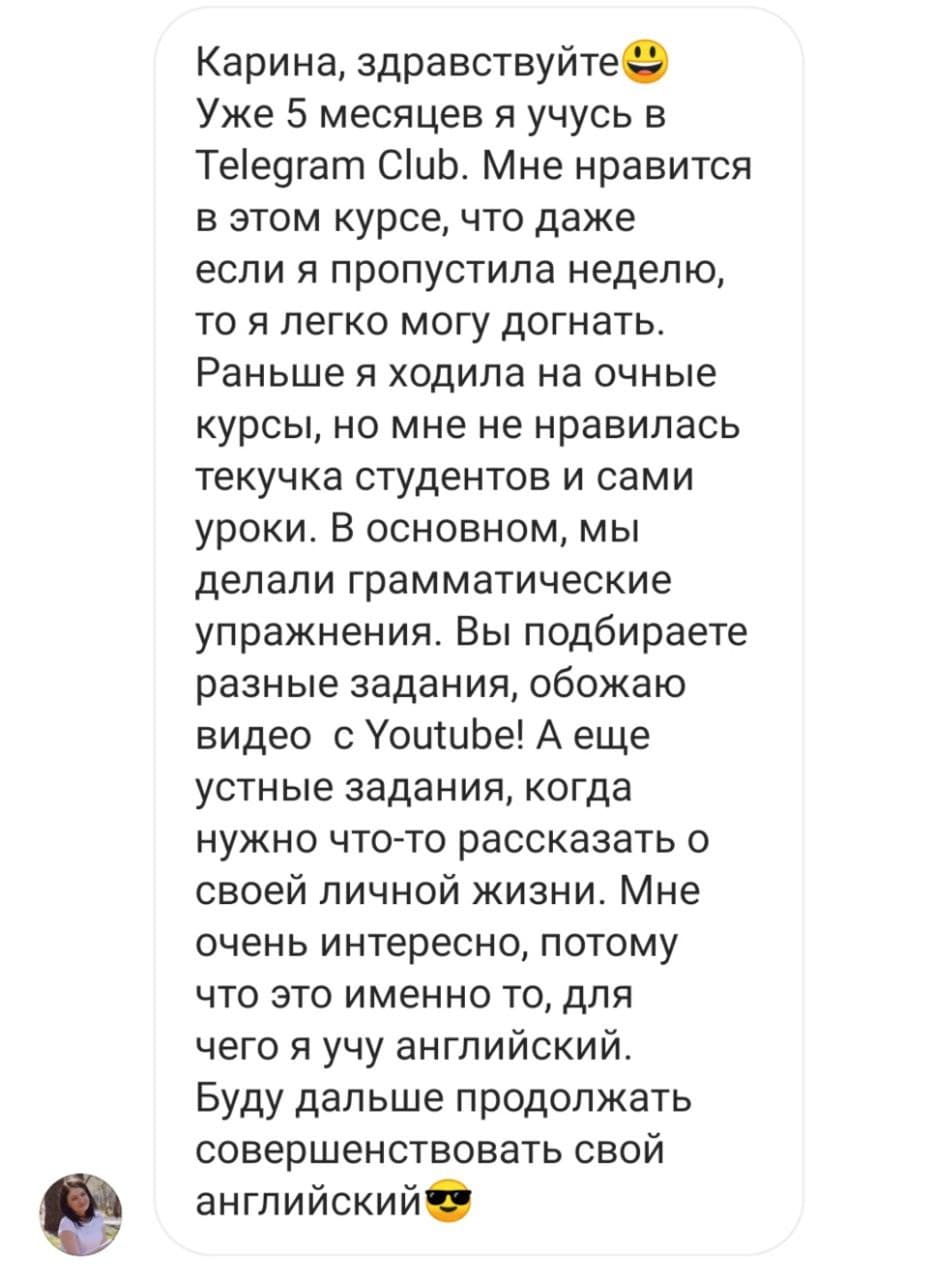 Карина, здравствуйте😃
Уже 5 месяцев я учусь в
Telegram Club. Мне нравится
в этом курсе, что даже
если я пропустила неделю,
то я легко могу догнать.
Раньше я ходила на очные
курсы, но мне не нравилась
текучка студентов и сами
уроки. В основном, мы
делали грамматические
упражнения. Вы подбираете
разные задания, обожаю
видео  с Youtube! А еще
устные задания, когда
нужно что-то рассказать о
своей личной жизни. Мне
очень интересно, потому
что это именно то, для
чего я учу английский.
Буду дальше продолжать
совершенствовать свой
английский😎